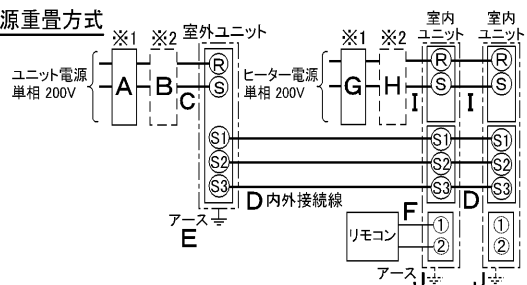 源重畳方式
※1 ※2 室外ユニット
ユニット電源
単相 200V
A B C
R
S
S1
S2
S3
D 内外接続線
アース
E
※1 ※2
ヒーター電源
単相 200V
G H
室内
ユニット
室内
ユニット
R
S
I
R
S
I
S1
S2
S3
S1
S2
S3
D
F
リモコン
①
②
①
②
アース
J
J